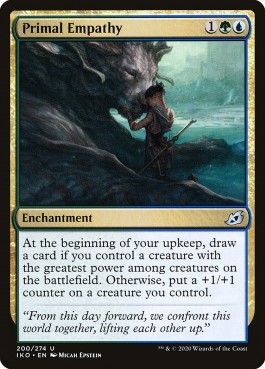 Primal Empathy 1
Enchantment
At the beginning of your upkeep, draw
a card if you control a creature with
the greatest power among creatures on
the battlefield. Otherwise, put a +1/+1
counter on a creature you control.
“From this day forward, we confront this
world together, lifting each other up.”
200/274 U
IKO • EN MICAH EPSTEIN
™ & © 2020 Wizards of the Coast